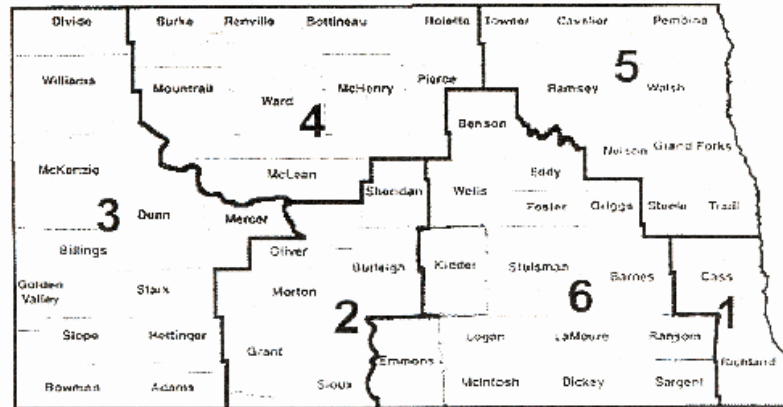 Divide Burke Renville Bottineau Rolette Towner Cavalier Pembina
Williams Mountrail Ward McHenry Pierce Ramsey Walsh
4 5
Benson
McKenzie McLean Sheridan Wells Eddy Nelson Grand Forks
3 Dunn Mercer Foster Griggs Steele Traill
Billings Oliver Burleigh Kidder Stutsman Barnes Cass
Golden
Valley
Stark Morton
2 6 1
Slope Hettinger Grant Emmons Logan LaMoure Ransom Richland
Bowman Adams Sioux McIntosh Dickey Sargent